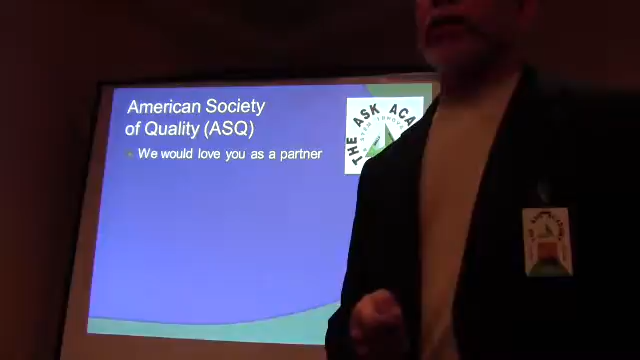 American Society
of Quality (ASQ)
We would love you as a partner
THE ASK ACA